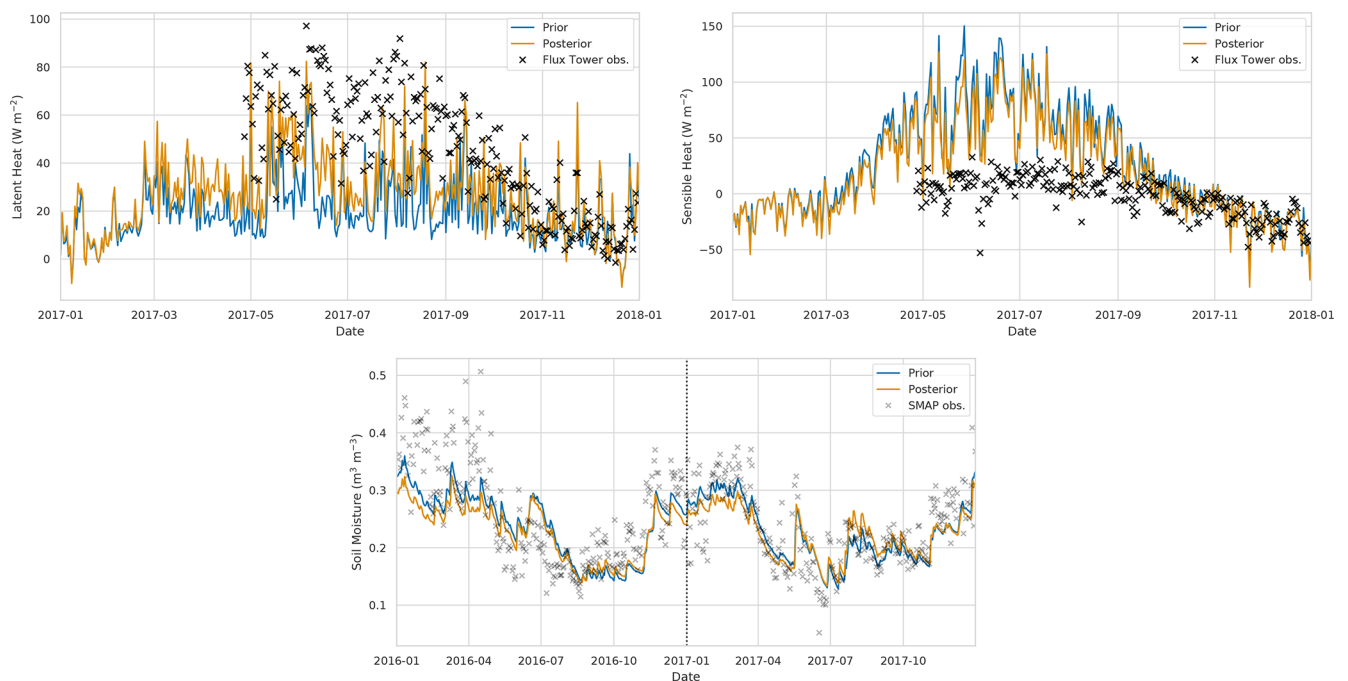 Latent Heat (W m−2)
100
80
60
40
20
0
Prior
Posterior
Flux Tower obs.
2017-01 2017-03 2017-05 2017-07 2017-09 2017-11 2018-01
Date
Sensible Heat (W m−2)
150
100
50
0
−50
Prior
Posterior
Flux Tower obs.
2017-01 2017-03 2017-05 2017-07 2017-09 2017-11 2018-01
Date
Soil Moisture (m3 m−3)
0.5
0.4
0.3
0.2
0.1
Prior
Posterior
SMAP obs.
2016-01 2016-04 2016-07 2016-10 2017-01 2017-04 2017-07 2017-10
Date